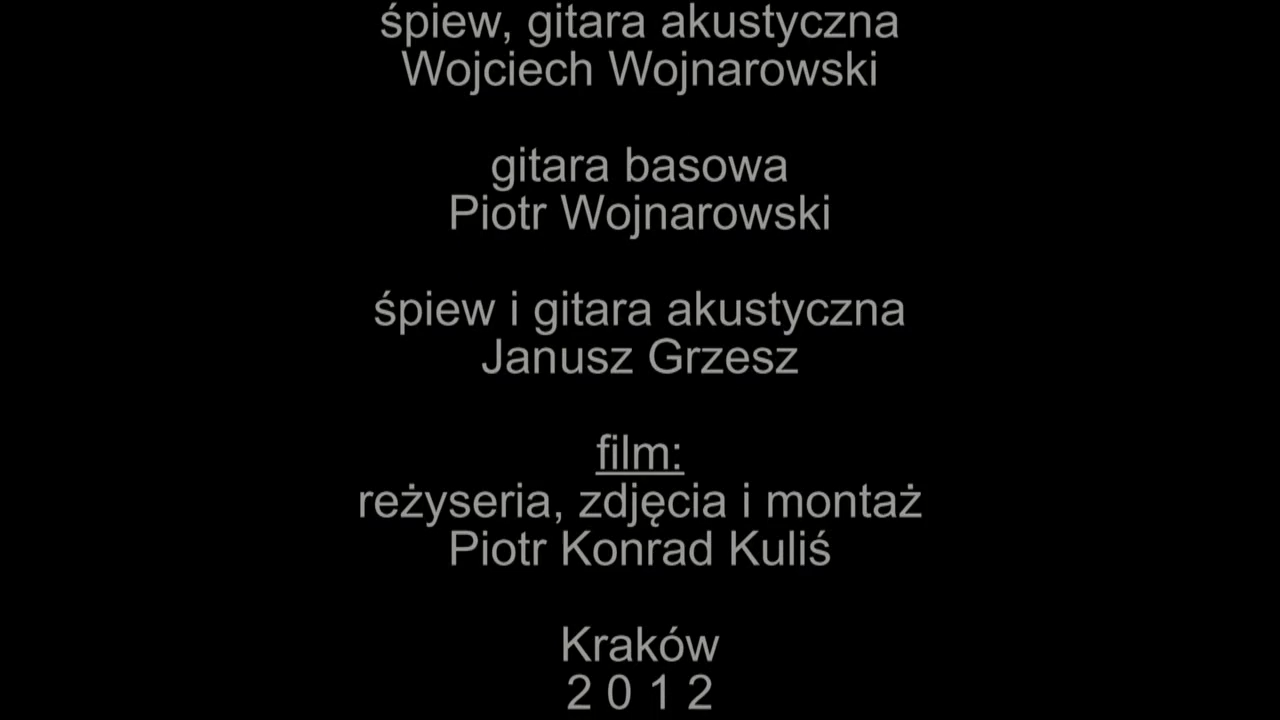 śpiew, gitara akustyczna
Wojciech Wojnarowski
gitara basowa
Piotr Wojnarowski
śpiew i gitara akustyczna
Janusz Grzesz
film:
reżyseria, zdjęcia i montaż
Piotr Konrad Kuliś
Kraków
2 0 1 2